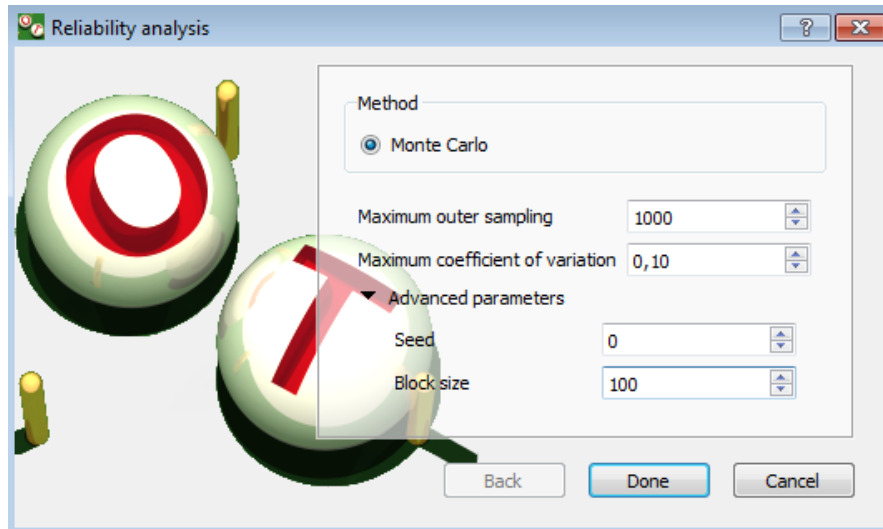 Reliability analysis
Method
Monte Carlo
Maximum outer sampling 1000
Maximum coefficient of variation 0,10
Advanced parameters
Seed 0
Block size 100
Back Done Cancel
O
T